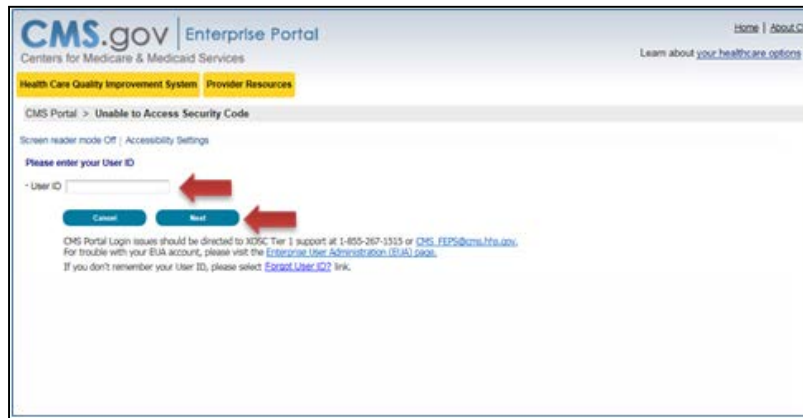 CMS.gov Enterprise Portal
Home | About C
Centers for Medicare & Medicaid Services
Learn about your healthcare options
Health Care Quality Improvement System Provider Resources
CMS Portal > Unable to Access Security Code
Screen reader mode Off | Accessibility Settings
Please enter your User ID
* User ID
Cancel Next
CMS Portal Login issues should be directed to XOSC Tier 1 support at 1-855-267-1515 or CMS_FEPS@cms.hhs.gov.
For trouble with your EUA account, please visit the Enterprise User Administration (EUA) page.
If you don't remember your User ID, please select Forgot User ID? link.